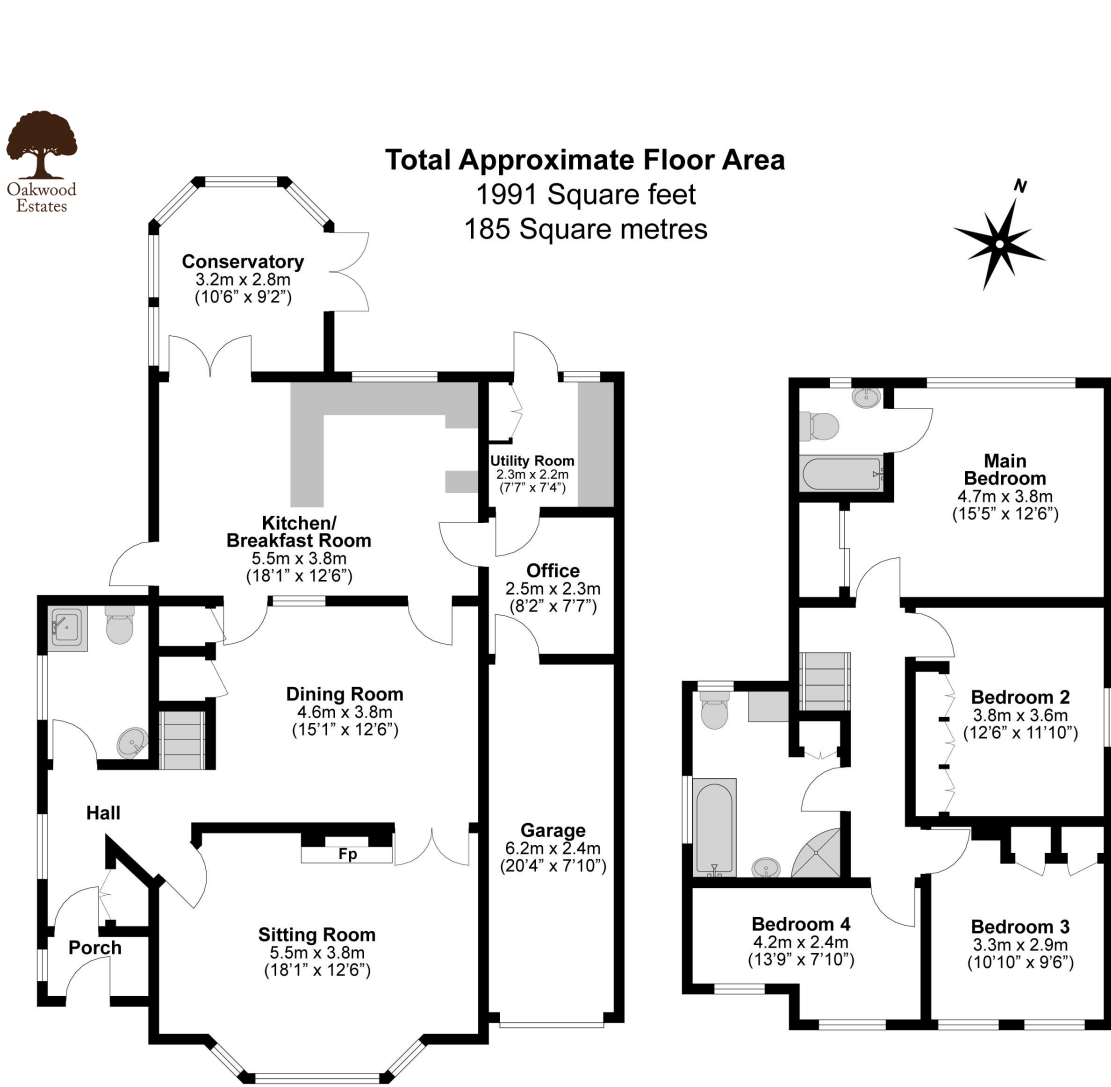 Oakwood
Estates
Total Approximate Floor Area
1991 Square feet
185 Square metres
N
Conservatory
3.2m x 2.8m
(10'6” x 9'2”)
Utility Room
2.3m x 2.2m
(7'7” x 7'4”)
Kitchen/
Breakfast Room
5.5m x 3.8m
(18'1” x 12'6”)
Office
2.5m x 2.3m
(8'2” x 7'7”)
Dining Room
4.6m x 3.8m
(15'1” x 12'6”)
Hall
Fp
Garage
6.2m x 2.4m
(20'4” x 7'10”)
Sitting Room
5.5m x 3.8m
(18'1” x 12'6”)
Porch
Main
Bedroom
4.7m x 3.8m
(15'5” x 12'6”)
Bedroom 2
3.8m x 3.6m
(12'6” x 11'10”)
Bedroom 4
4.2m x 2.4m
(13'9” x 7'10”)
Bedroom 3
3.3m x 2.9m
(10'10” x 9'6”)